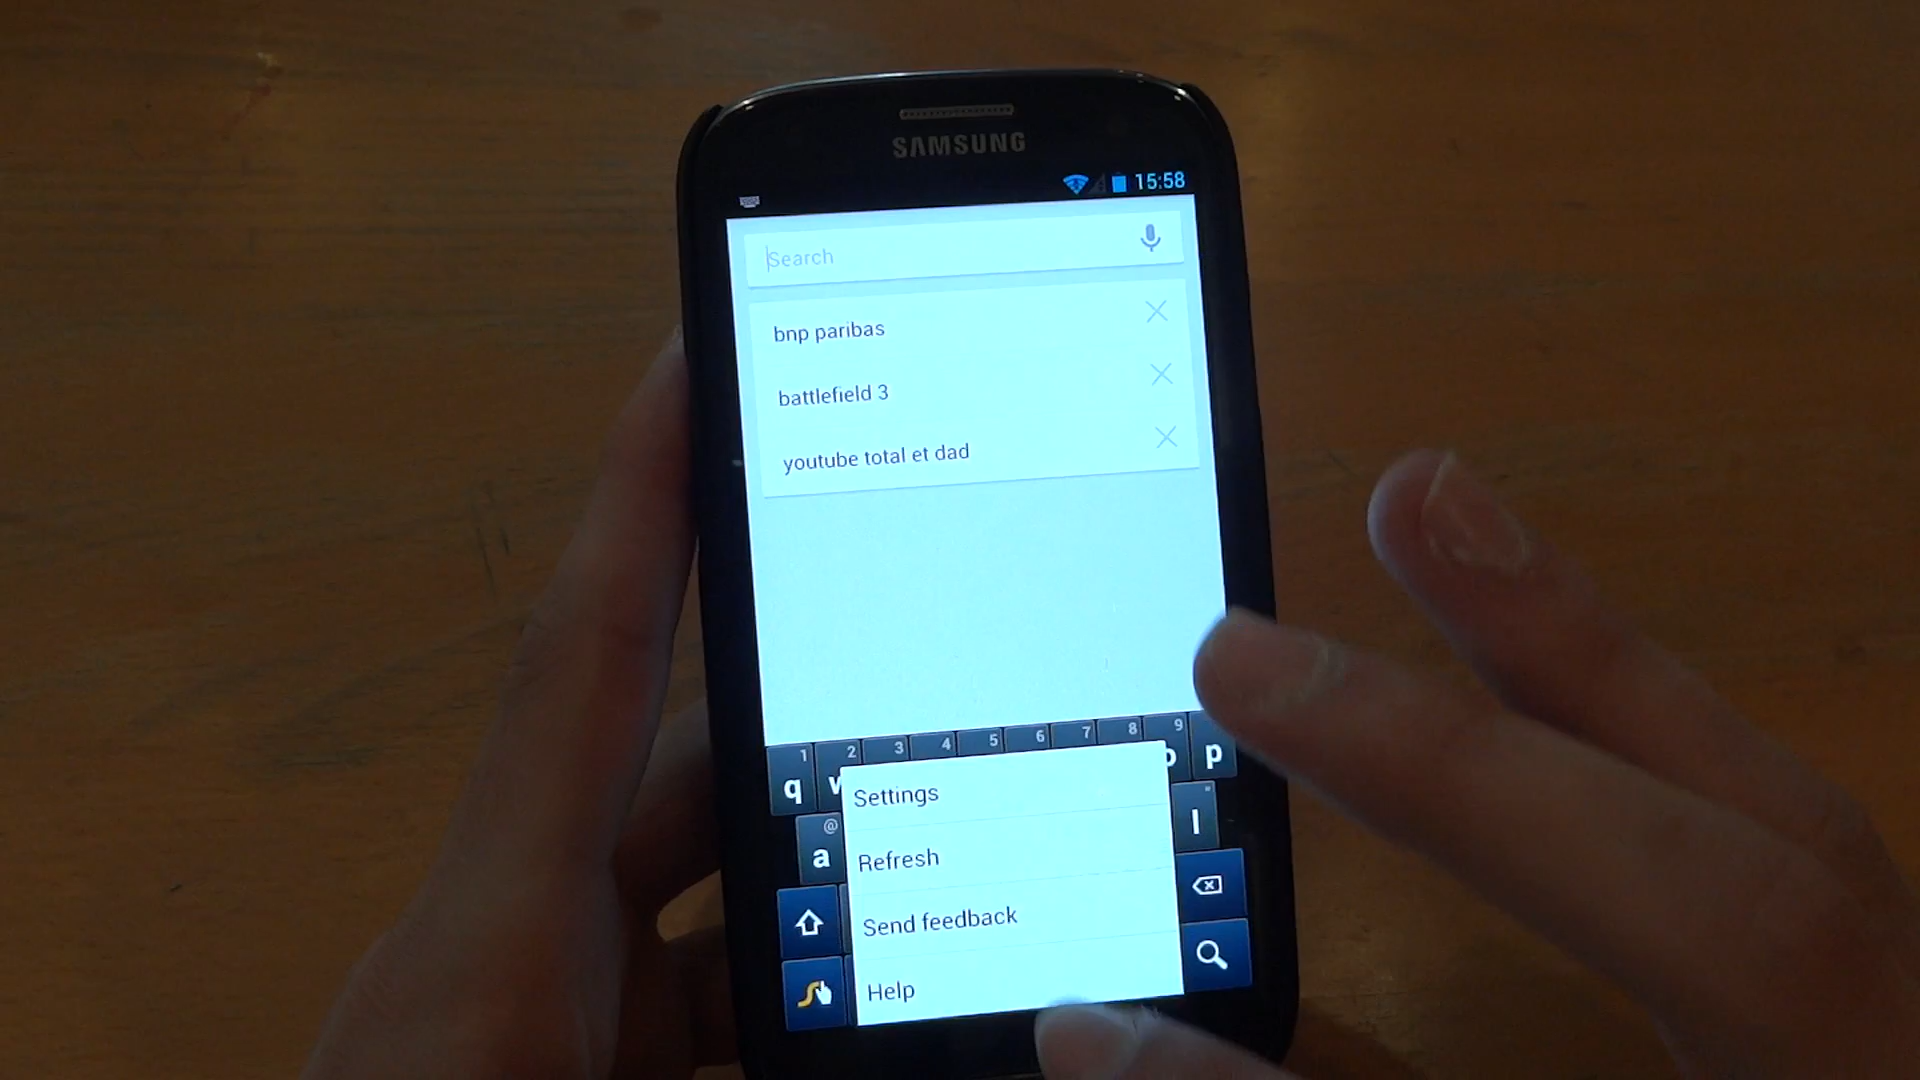 SAMSUNG
15:58
Search
bnp paribas
battlefield 3
youtube total et dad
1 2 3 4 5 6 7 8 9
q p
Settings
@ a l
Refresh
Send feedback
Help